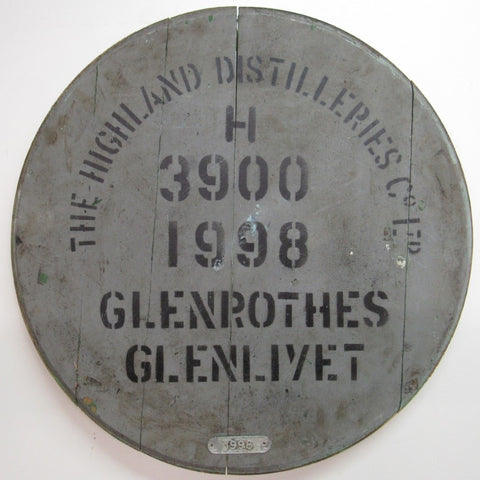 THE HIGHLAND DISTILLERIES Co LTD
H
3900
1998
GLENROTHES
GLENLIVET
1998